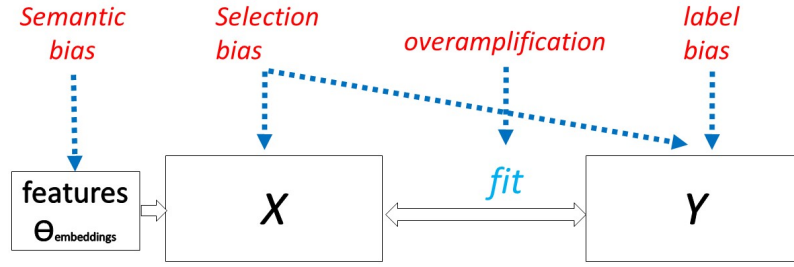 Semantic bias
Selection bias
overamplification
label bias
features
θembeddings
X
fit
Y